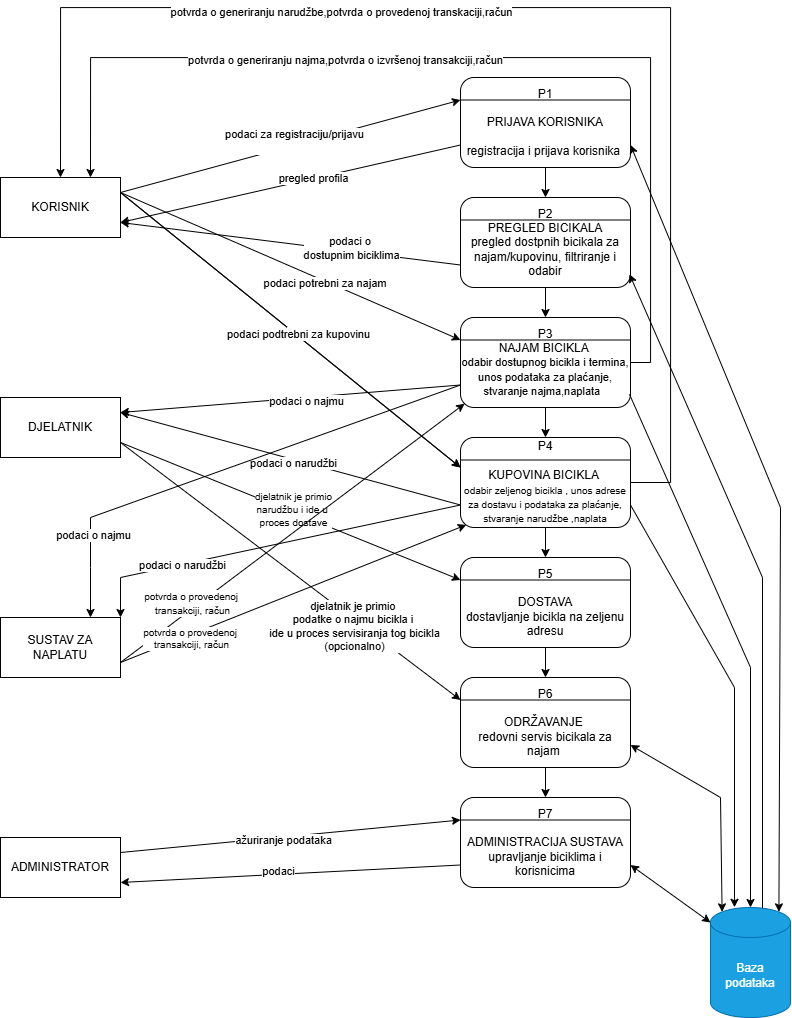 potvrda o generiranju narudžbe,potvrda o provedenoj transkaciji,račun
potvrda o generiranju najma,potvrda o izvršenoj transakciji,račun
P1
PRIJAVA KORISNIKA
registracija i prijava korisnika
podaci za registraciju/prijavu
pregled profila
KORISNIK
P2
PREGLED BICIKALA
pregled dostpnih bicikala za
najam/kupovinu, filtriranje i
odabir
podaci o
dostupnim biciklima
podaci potrebni za najam
podaci podtrebni za kupovinu
P3
NAJAM BICIKLA
odabir dostupnog bicikla i termina,
unos podataka za plaćanje,
stvaranje najma,naplata
podaci o najmu
DJELATNIK
P4
KUPOVINA BICIKLA
odabir zeljenog bicikla , unos adrese
za dostavu i podataka za plaćanje,
stvaranje narudžbe ,naplata
podaci o narudžbi
djelatnik je primio
narudžbu i ide u
proces dostave
podaci o najmu
podaci o narudžbi
P5
DOSTAVA
dostavljanje bicikla na zeljenu
adresu
potvrda o provedenoj
transakciji, račun
djelatnik je primio
podatke o najmu bicikla i
ide u proces servisiranja tog bicikla
(opcionalno)
SUSTAV ZA
NAPLATU
potvrda o provedenoj
transakciji, račun
P6
ODRŽAVANJE
redovni servis bicikala za
najam
P7
ADMINISTRACIJA SUSTAVA
upravljanje biciklima i
korisnicima
ažuriranje podataka
podaci
ADMINISTRATOR
Baza
podataka